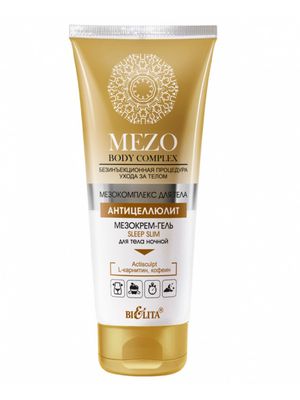 MEZO
BODY COMPLEX
БЕЗИНЪЕКЦИОННАЯ ПРОЦЕДУРА
УХОДА ЗА ТЕЛОМ
МЕЗОКОМПЛЕКС ДЛЯ ТЕЛА
АНТИЦЕЛЛЮЛИТ
МЕЗОКРЕМ-ГЕЛЬ
SLEEP SLIM
для тела ночной
Actisculpt
L-карнитин, кофеин
BIELITA®